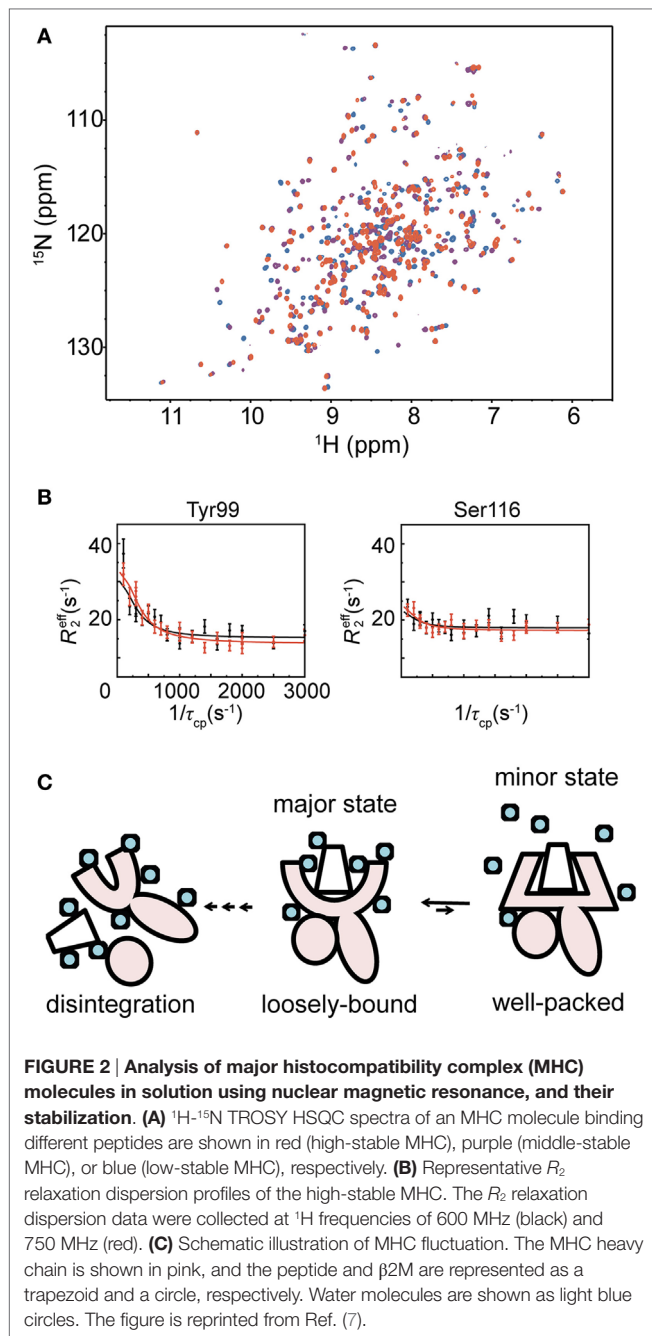 A
110
120
130
¹⁵N (ppm)
11 10 9 8 7 6
¹H (ppm)
B
Tyr99 Ser116
40
20
R₂ᵉᶠᶠ(s⁻¹)
0 1000 2000 3000
1/τcp(s⁻¹)
40
20
R₂ᵉᶠᶠ(s⁻¹)
1/τcp(s⁻¹)
C
minor state
major state
disintegration loosely-bound well-packed
FIGURE 2 | Analysis of major histocompatibility complex (MHC)
molecules in solution using nuclear magnetic resonance, and their
stabilization. (A) ¹H-¹⁵N TROSY HSQC spectra of an MHC molecule binding
different peptides are shown in red (high-stable MHC), purple (middle-stable
MHC), or blue (low-stable MHC), respectively. (B) Representative R₂
relaxation dispersion profiles of the high-stable MHC. The R₂ relaxation
dispersion data were collected at ¹H frequencies of 600 MHz (black) and
750 MHz (red). (C) Schematic illustration of MHC fluctuation. The MHC heavy
chain is shown in pink, and the peptide and β2M are represented as a
trapezoid and a circle, respectively. Water molecules are shown as light blue
circles. The figure is reprinted from Ref. (7).